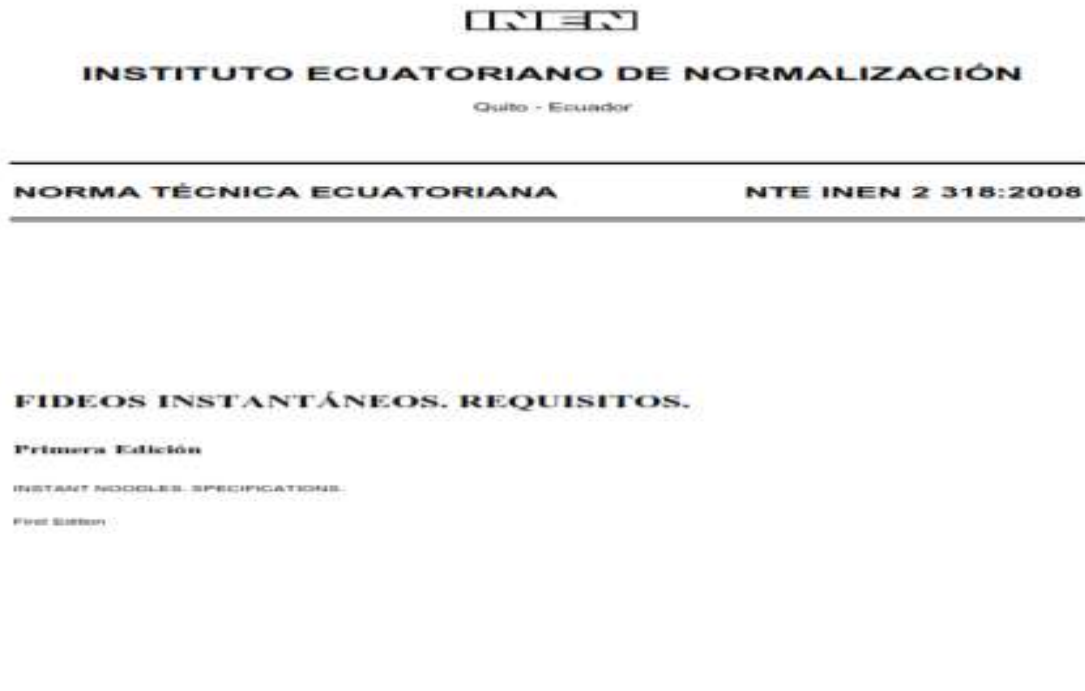 INEN
INSTITUTO ECUATORIANO DE NORMALIZACIÓN
Quito - Ecuador
NORMA TÉCNICA ECUATORIANA NTE INEN 2 318:2008
FIDEOS INSTANTÁNEOS. REQUISITOS.
Primera Edición
INSTANT NOODLES. SPECIFICATIONS.
First Edition